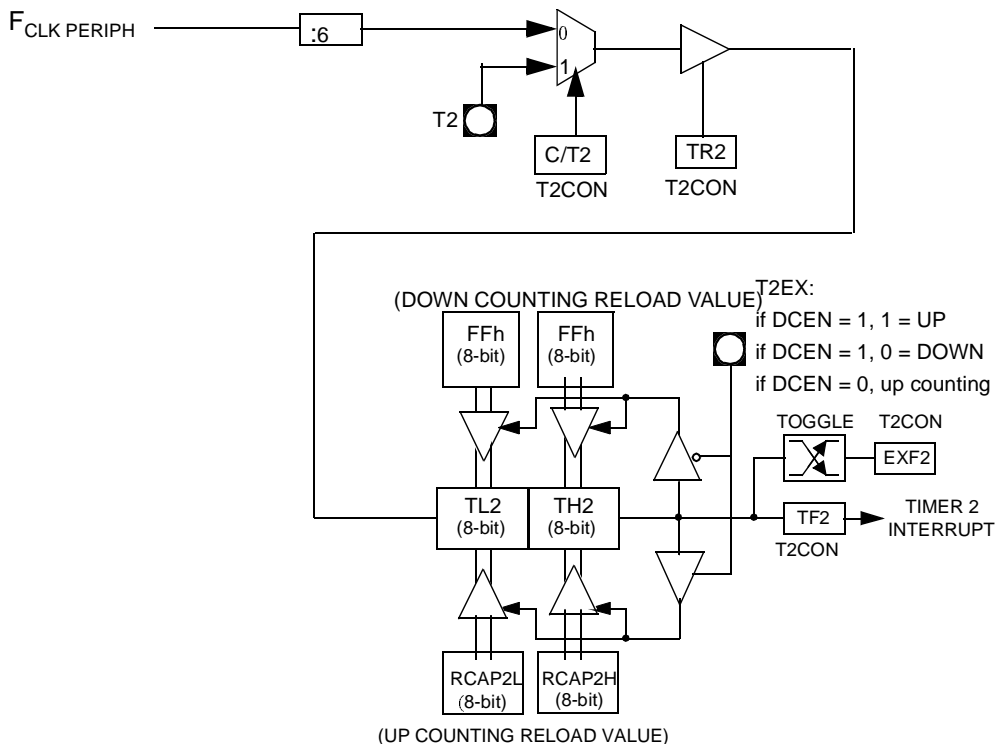 FCLK PERIPH
:6
0
1
T2
C/T2
T2CON
TR2
T2CON
(DOWN COUNTING RELOAD VALUE)
T2EX:
if DCEN = 1, 1 = UP
if DCEN = 1, 0 = DOWN
if DCEN = 0, up counting
FFh
(8-bit)
FFh
(8-bit)
TOGGLE
T2CON
EXF2
TL2
(8-bit)
TH2
(8-bit)
TF2
T2CON
TIMER 2
INTERRUPT
RCAP2L
(8-bit)
RCAP2H
(8-bit)
(UP COUNTING RELOAD VALUE)